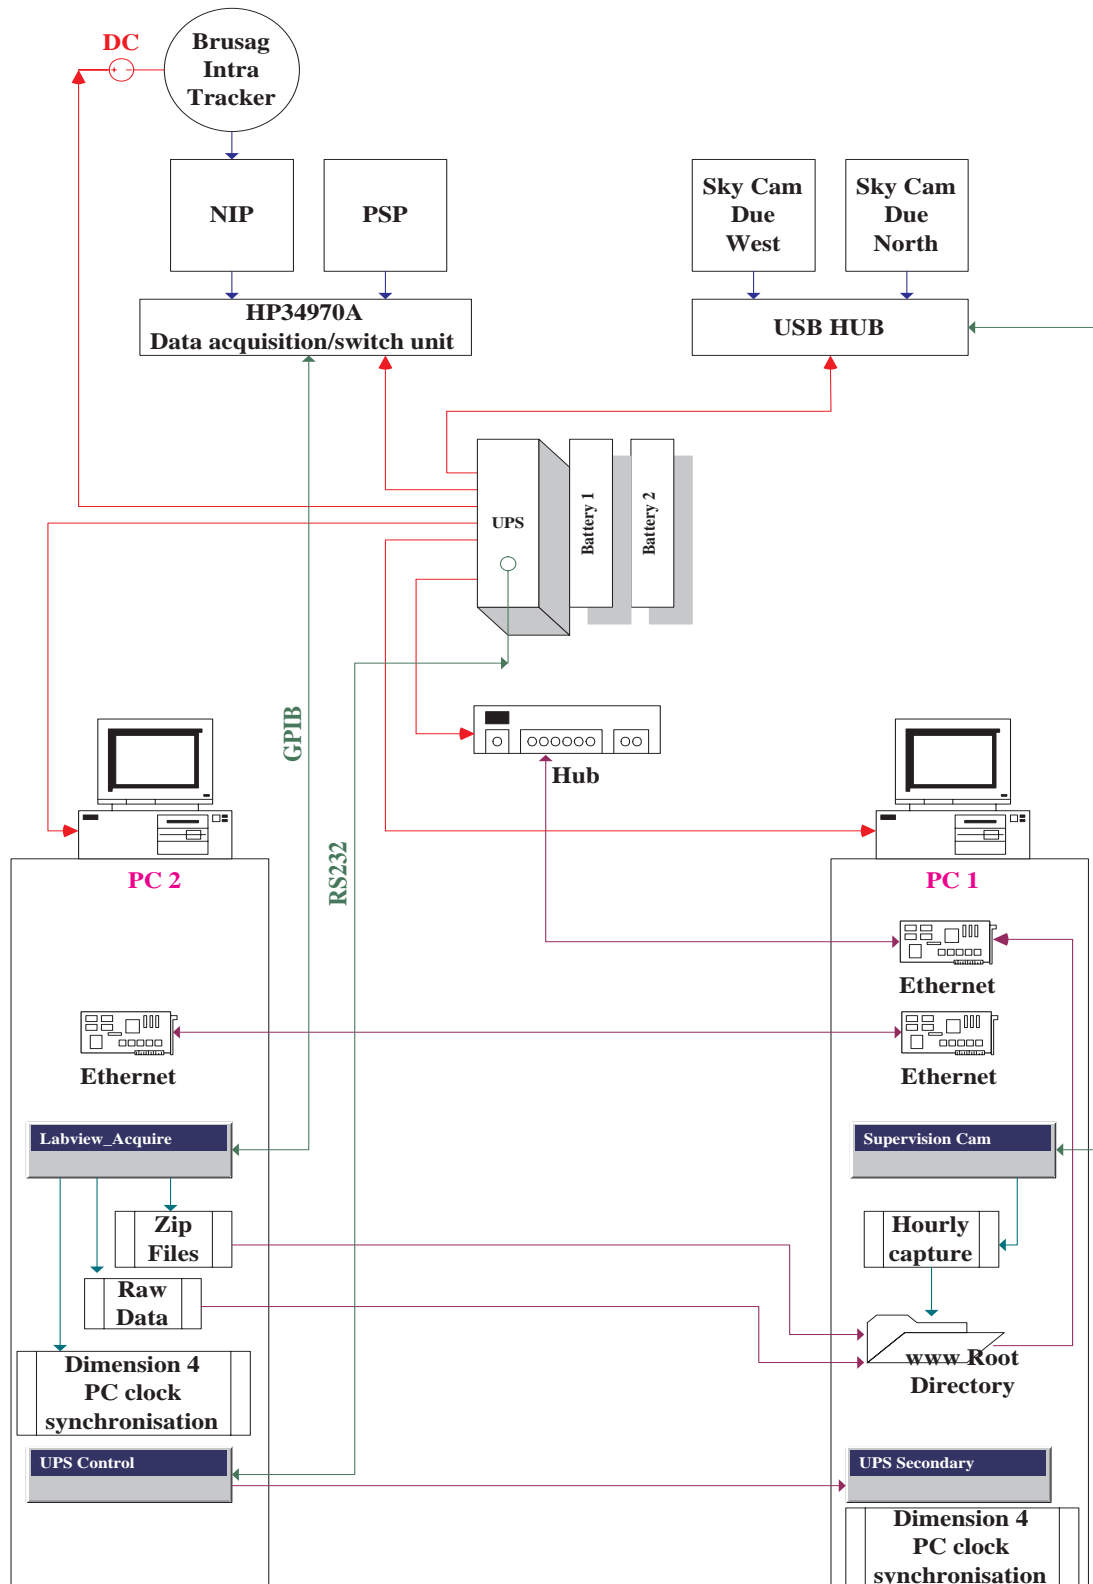 DC
Brusag
Intra
Tracker
NIP
PSP
Sky Cam
Due
West
Sky Cam
Due
North
HP34970A
Data acquisition/switch unit
USB HUB
UPS
Battery 1
Battery 2
GPIB
RS232
Hub
PC 2
PC 1
Ethernet
Ethernet
Ethernet
Labview_Acquire
Supervision Cam
Zip
Files
Hourly
capture
Raw
Data
www Root
Directory
Dimension 4
PC clock
synchronisation
UPS Control
UPS Secondary
Dimension 4
PC clock
synchronisation